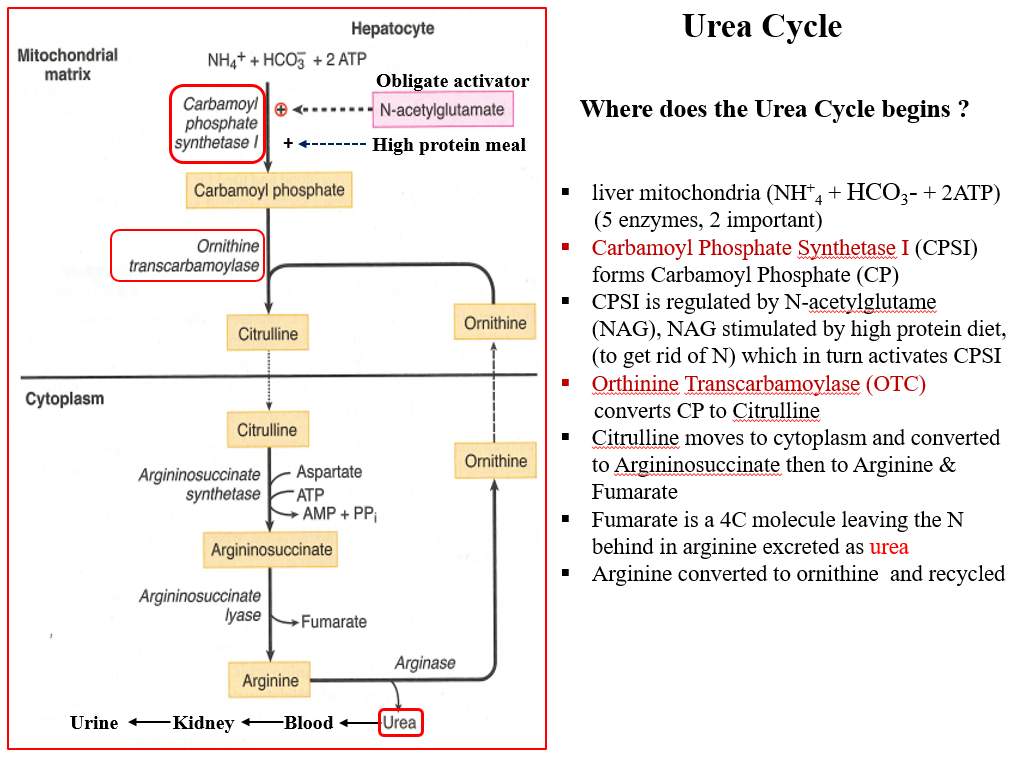 Urea Cycle
Hepatocyte
Mitochondrial
matrix
NH₄⁺ + HCO₃⁻ + 2 ATP
Obligate activator
Carbamoyl
phosphate
synthetase I
+
N-acetylglutamate
+
High protein meal
Carbamoyl phosphate
Ornithine
transcarbamoylase
Citrulline
Ornithine
Cytoplasm
Citrulline
Ornithine
Argininosuccinate
synthetase
Aspartate
ATP
AMP + PPᵢ
Argininosuccinate
Argininosuccinate
lyase
Fumarate
Arginine
Arginase
Urine
Kidney
Blood
Urea
Where does the Urea Cycle begins ?
▪ liver mitochondria (NH⁺₄ + HCO₃- + 2ATP)
(5 enzymes, 2 important)
▪ Carbamoyl Phosphate Synthetase I (CPSI)
forms Carbamoyl Phosphate (CP)
▪ CPSI is regulated by N-acetylglutame
(NAG), NAG stimulated by high protein diet,
(to get rid of N) which in turn activates CPSI
▪ Orthinine Transcarbamoylase (OTC)
converts CP to Citrulline
▪ Citrulline moves to cytoplasm and converted
to Argininosuccinate then to Arginine &
Fumarate
▪ Fumarate is a 4C molecule leaving the N
behind in arginine excreted as urea
▪ Arginine converted to ornithine and recycled